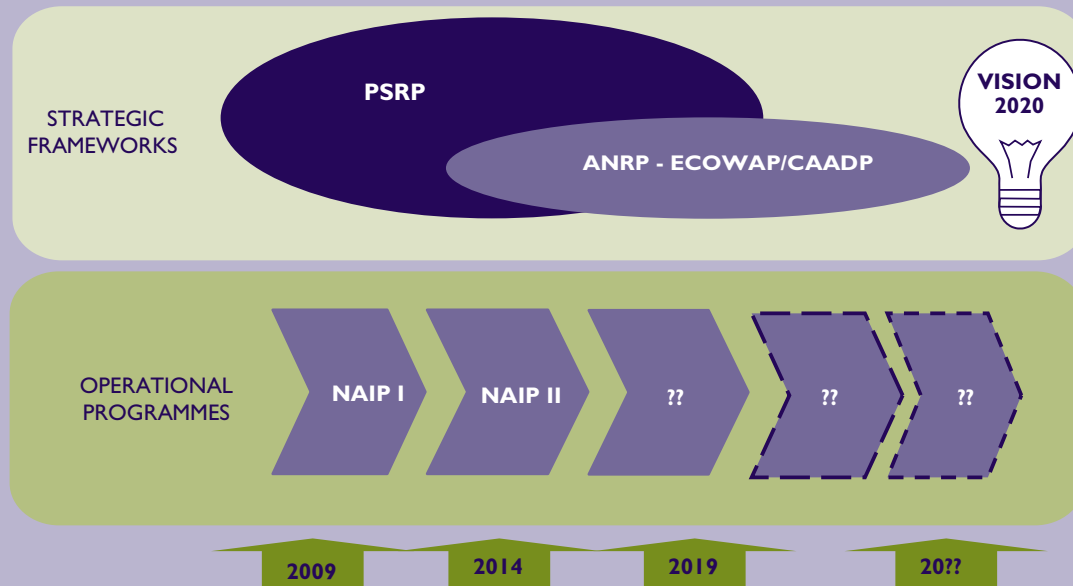 STRATEGIC
FRAMEWORKS
PSRP
ANRP - ECOWAP/CAADP
VISION
2020
OPERATIONAL
PROGRAMMES
NAIP I
NAIP II
??
??
??
2009
2014
2019
20??